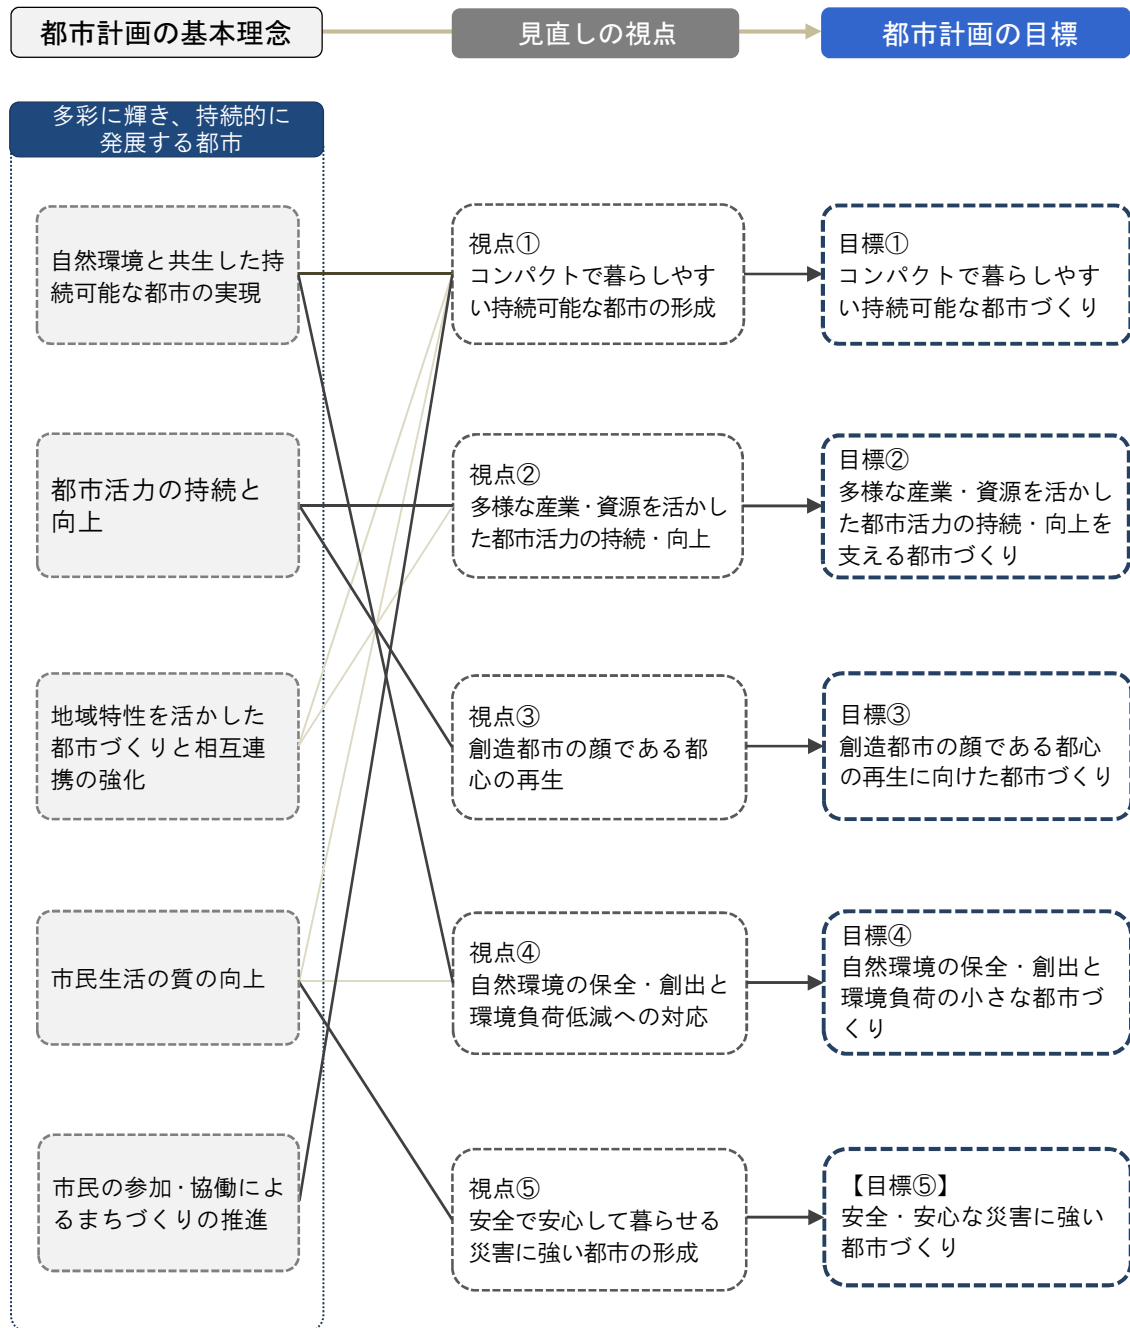 都市計画の基本理念
見直しの視点
都市計画の目標
多彩に輝き、持続的に
発展する都市
自然環境と共生した持
続可能な都市の実現
視点①
コンパクトで暮らしやす
い持続可能な都市の形成
目標①
コンパクトで暮らしやす
い持続可能な都市づくり
都市活力の持続と
向上
視点②
多様な産業・資源を活かし
た都市活力の持続・向上
目標②
多様な産業・資源を活かし
た都市活力の持続・向上を
支える都市づくり
地域特性を活かした
都市づくりと相互連
携の強化
視点③
創造都市の顔である都
心の再生
目標③
創造都市の顔である都心
の再生に向けた都市づくり
市民生活の質の向上
視点④
自然環境の保全・創出と
環境負荷低減への対応
目標④
自然環境の保全・創出と
環境負荷の小さな都市づ
くり
市民の参加・協働によ
るまちづくりの推進
視点⑤
安全で安心して暮らせる
災害に強い都市の形成
【目標⑤】
安全・安心な災害に強い
都市づくり